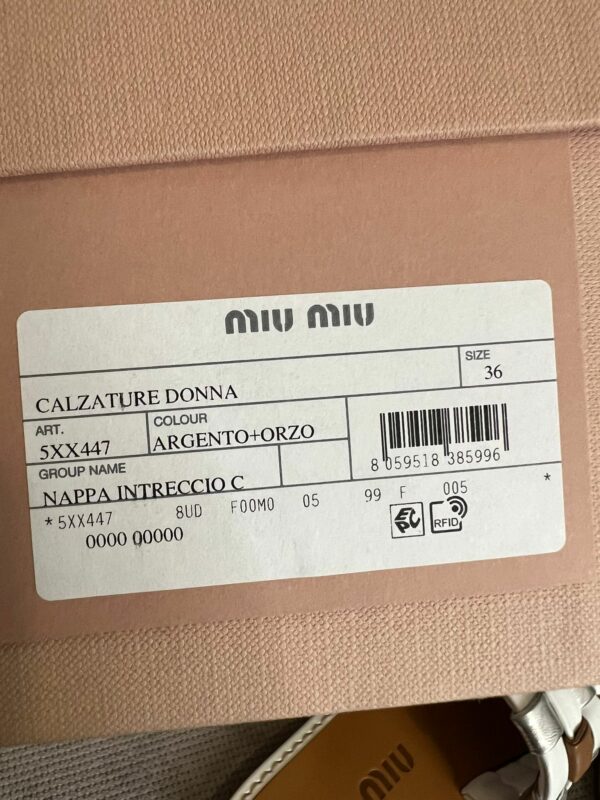 miu miu
SIZE
36
CALZATURE DONNA
ART.
5XX447
COLOUR
ARGENTO+ORZO
GROUP NAME
NAPPA INTRECCIO C
8 059518 385996
* 5XX447 8UD F00M0 05 99 F 005 *
0000 00000
EPC RFID
MIU